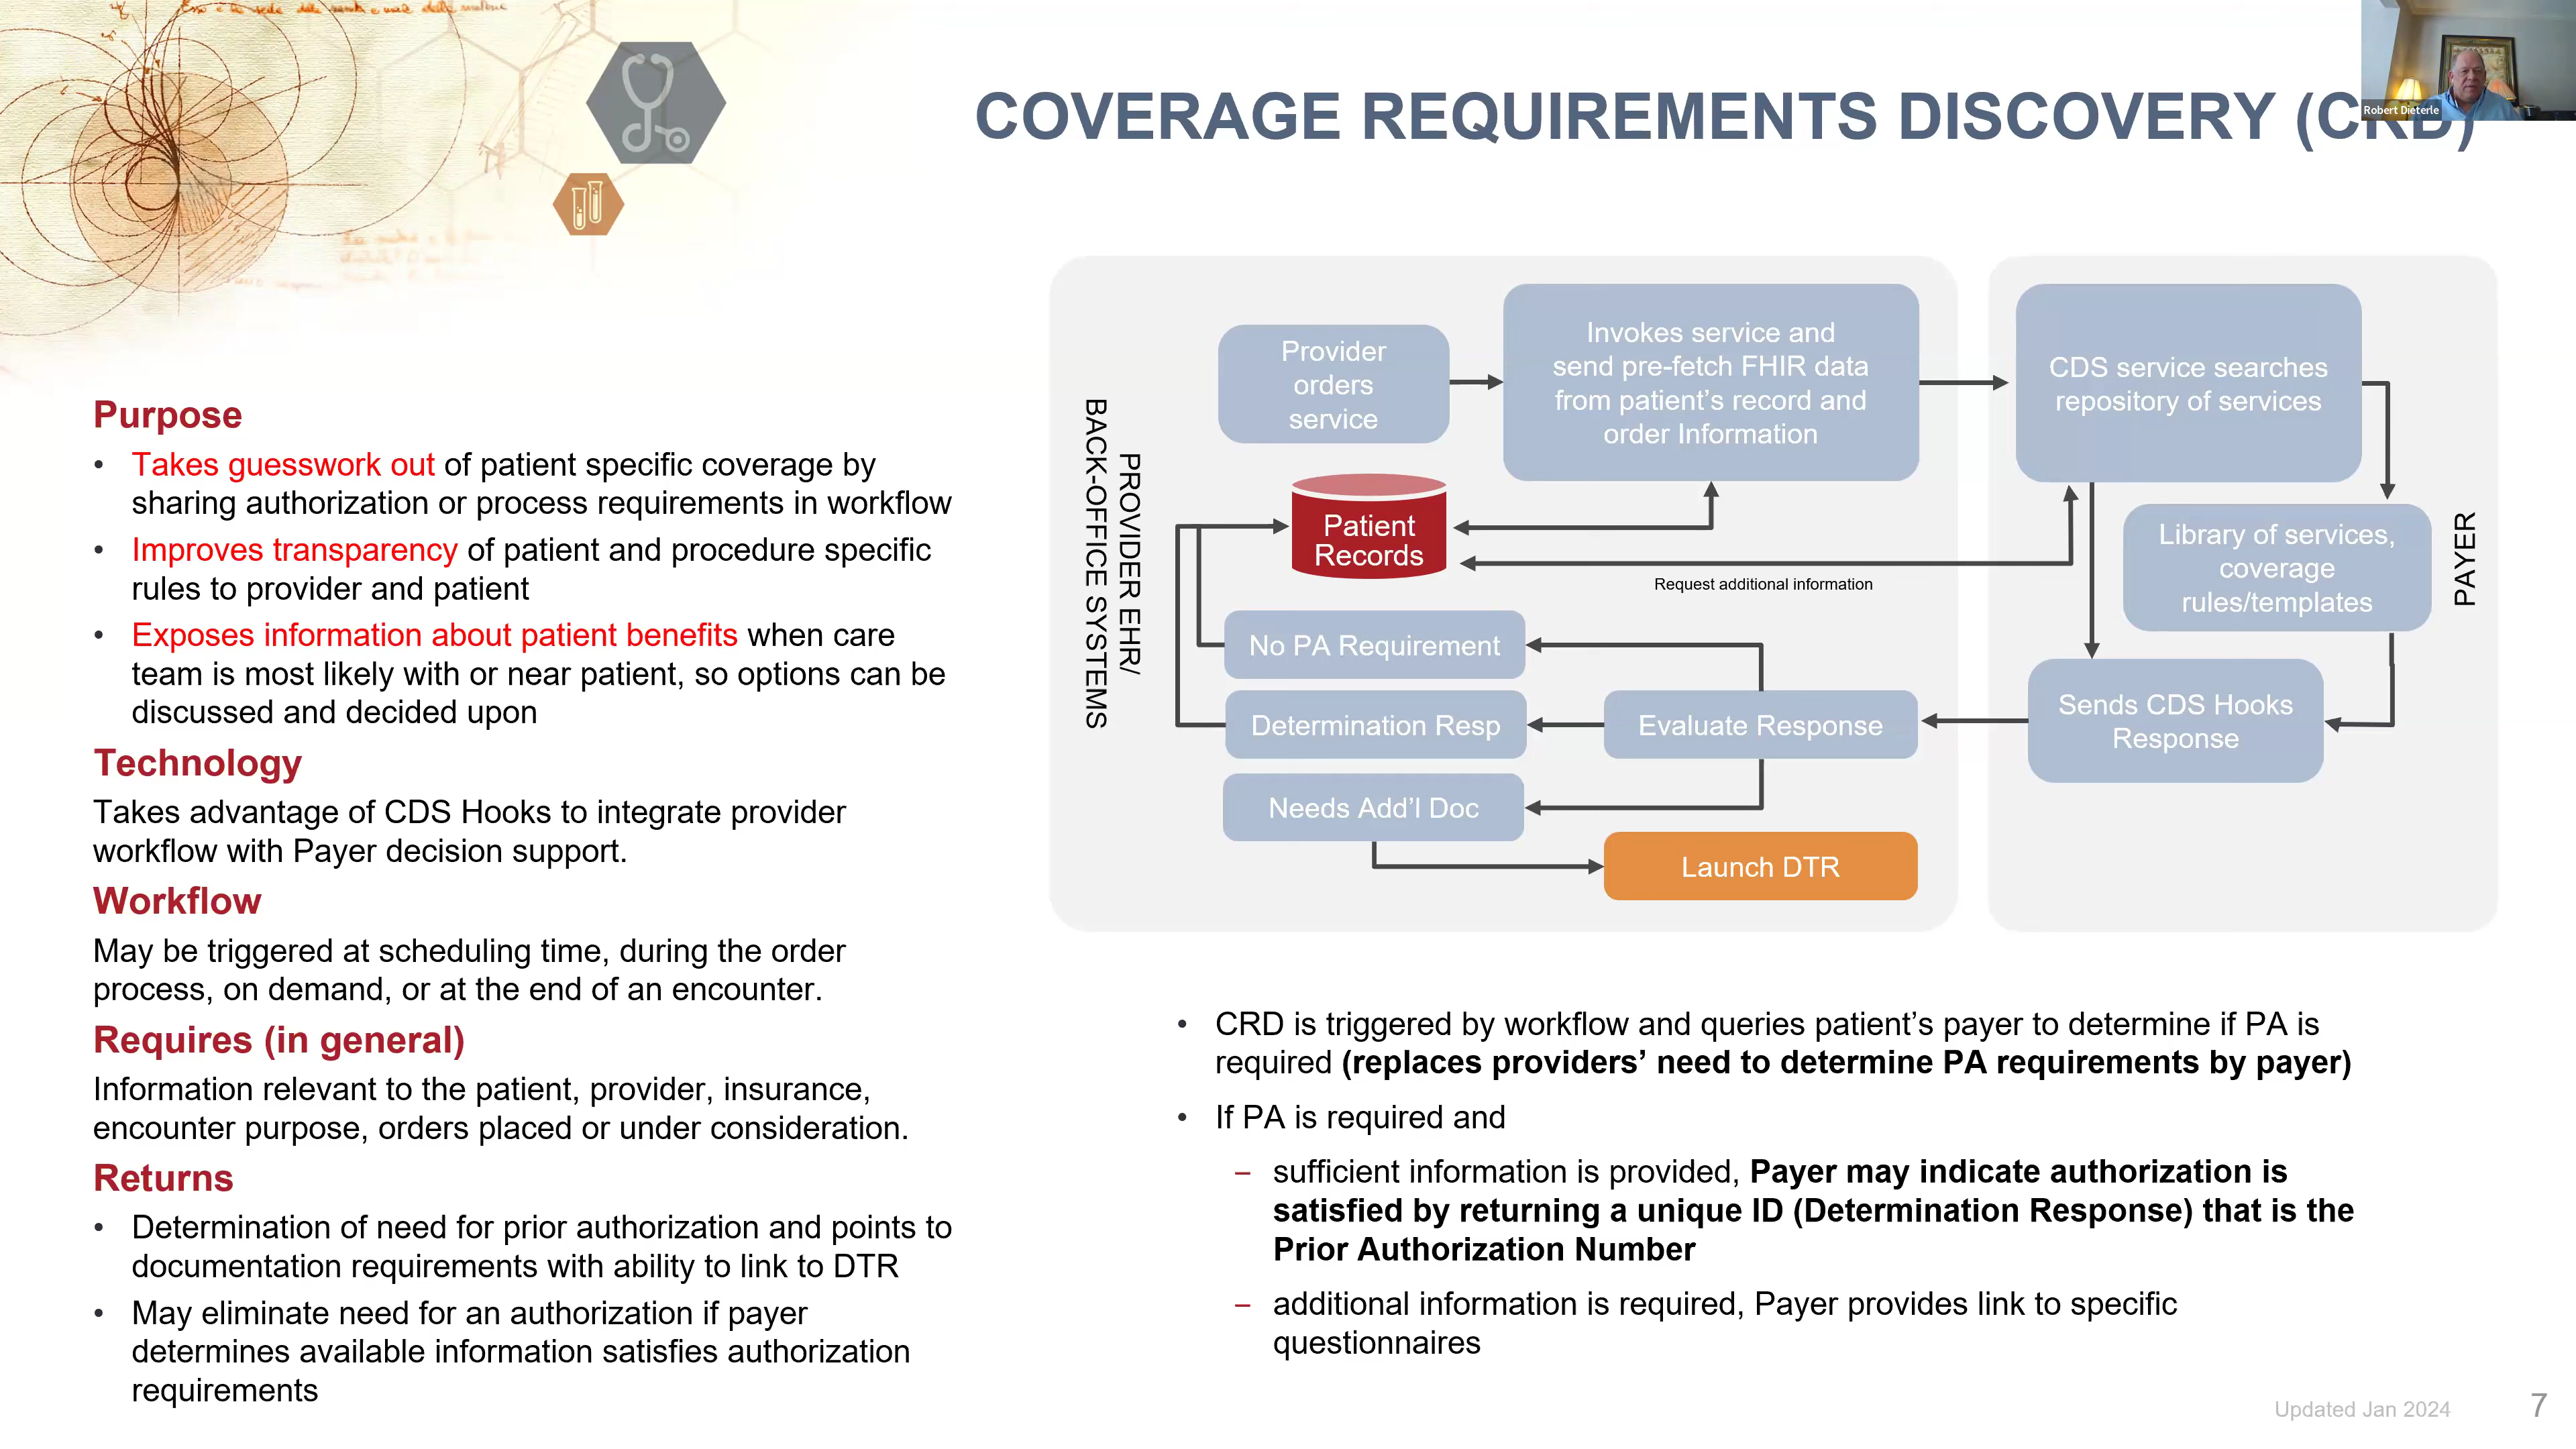 COVERAGE REQUIREMENTS DISCOVERY (CRD)
Robert Dieterle
Purpose
• Takes guesswork out of patient specific coverage by
sharing authorization or process requirements in workflow
• Improves transparency of patient and procedure specific
rules to provider and patient
• Exposes information about patient benefits when care
team is most likely with or near patient, so options can be
discussed and decided upon
Technology
Takes advantage of CDS Hooks to integrate provider
workflow with Payer decision support.
Workflow
May be triggered at scheduling time, during the order
process, on demand, or at the end of an encounter.
Requires (in general)
Information relevant to the patient, provider, insurance,
encounter purpose, orders placed or under consideration.
Returns
• Determination of need for prior authorization and points to
documentation requirements with ability to link to DTR
• May eliminate need for an authorization if payer
determines available information satisfies authorization
requirements
PROVIDER EHR/
BACK-OFFICE SYSTEMS
Provider
orders
service
Invokes service and
send pre-fetch FHIR data
from patient’s record and
order Information
CDS service searches
repository of services
Patient
Records
Request additional information
Library of services,
coverage
rules/templates
PAYER
No PA Requirement
Determination Resp
Evaluate Response
Sends CDS Hooks
Response
Needs Add’l Doc
Launch DTR
• CRD is triggered by workflow and queries patient’s payer to determine if PA is
required (replaces providers’ need to determine PA requirements by payer)
• If PA is required and
– sufficient information is provided, Payer may indicate authorization is
satisfied by returning a unique ID (Determination Response) that is the
Prior Authorization Number
– additional information is required, Payer provides link to specific
questionnaires
Updated Jan 2024
7